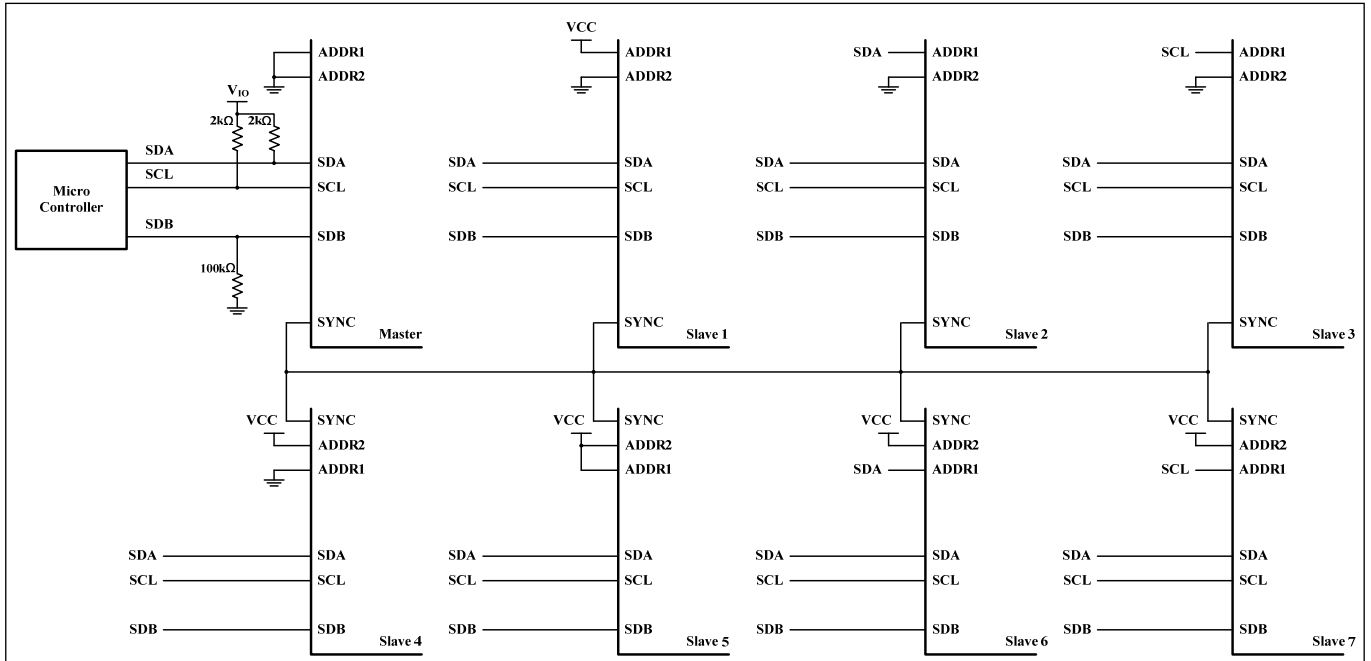 VCC
ADDR1 ADDR1 SDA ADDR1 SCL ADDR1
ADDR2 ADDR2 ADDR2 ADDR2
VIO
2kΩ 2kΩ
SDA
SDA SDA SDA SDA SDA SDA SDA
SCL
SCL SCL SCL SCL SCL SCL SCL
Micro
Controller
SDB
SDB SDB SDB SDB SDB SDB SDB
100kΩ
SYNC SYNC SYNC SYNC
Master Slave 1 Slave 2 Slave 3
VCC SYNC VCC SYNC VCC SYNC VCC SYNC
ADDR2 ADDR2 ADDR2 ADDR2
ADDR1 ADDR1 SDA ADDR1 SCL ADDR1
SDA SDA SDA SDA SDA SDA SDA SDA
SCL SCL SCL SCL SCL SCL SCL SCL
SDB SDB SDB SDB SDB SDB SDB SDB
Slave 4 Slave 5 Slave 6 Slave 7